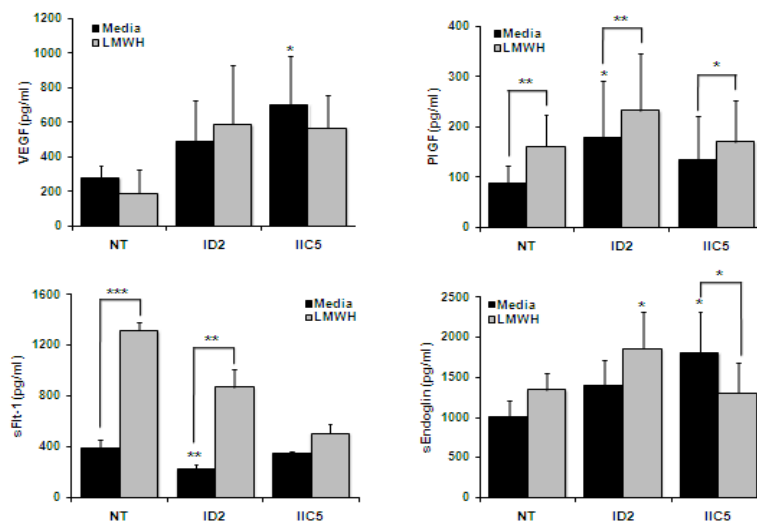 1200
1000
800
600
400
200
0
VEGF (pg/ml)
Media
LMWH
*
NT
ID2
IIC5
400
300
200
100
0
PlGF (pg/ml)
Media
LMWH
**
*
**
*
NT
ID2
IIC5
1600
1200
800
400
0
sFlt-1 (pg/ml)
Media
LMWH
***
**
**
NT
ID2
IIC5
2500
2000
1500
1000
500
0
sEndoglin (pg/ml)
Media
LMWH
*
*
*
NT
ID2
IIC5